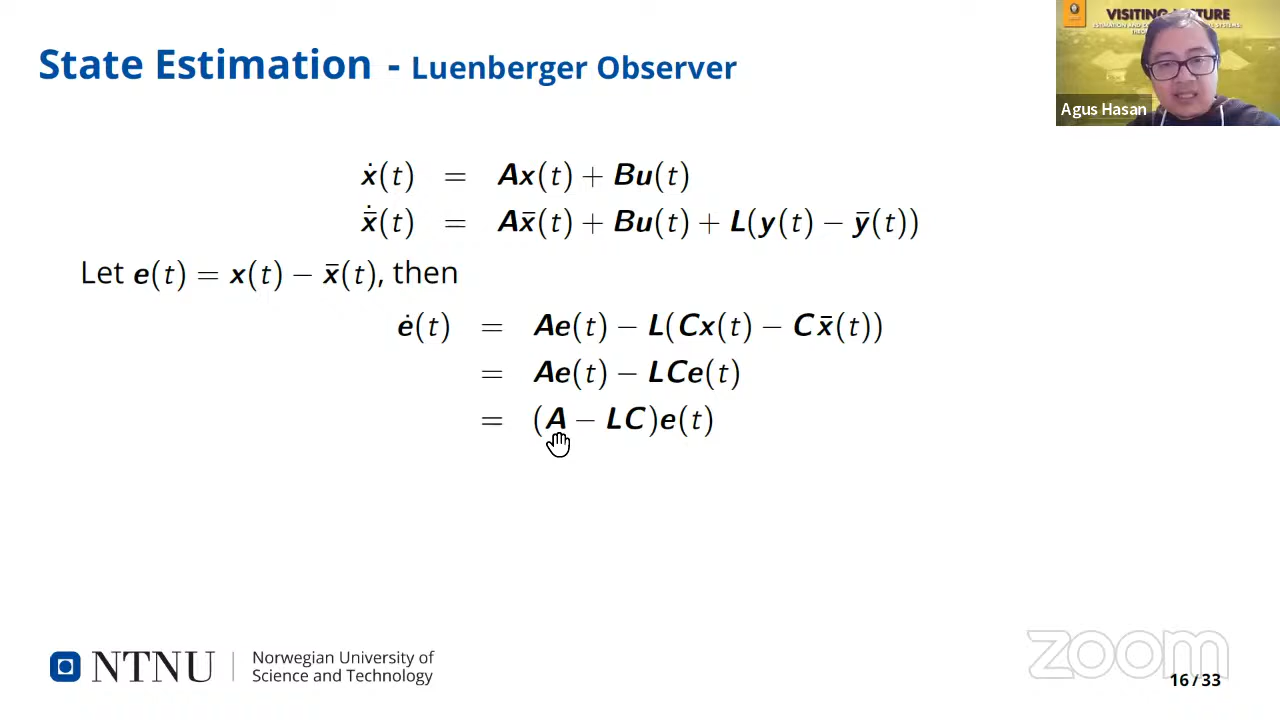 State Estimation - Luenberger Observer
VISITING LECTURE
Agus Hasan
ẋ(t) = Ax(t) + Bu(t)
x̄̇(t) = Ax̄(t) + Bu(t) + L(y(t) − ȳ(t))
Let e(t) = x(t) − x̄(t), then
ė(t) = Ae(t) − L(Cx(t) − Cx̄(t))
= Ae(t) − LCe(t)
= (A − LC)e(t)
NTNU
Norwegian University of
Science and Technology
zoom
16/33